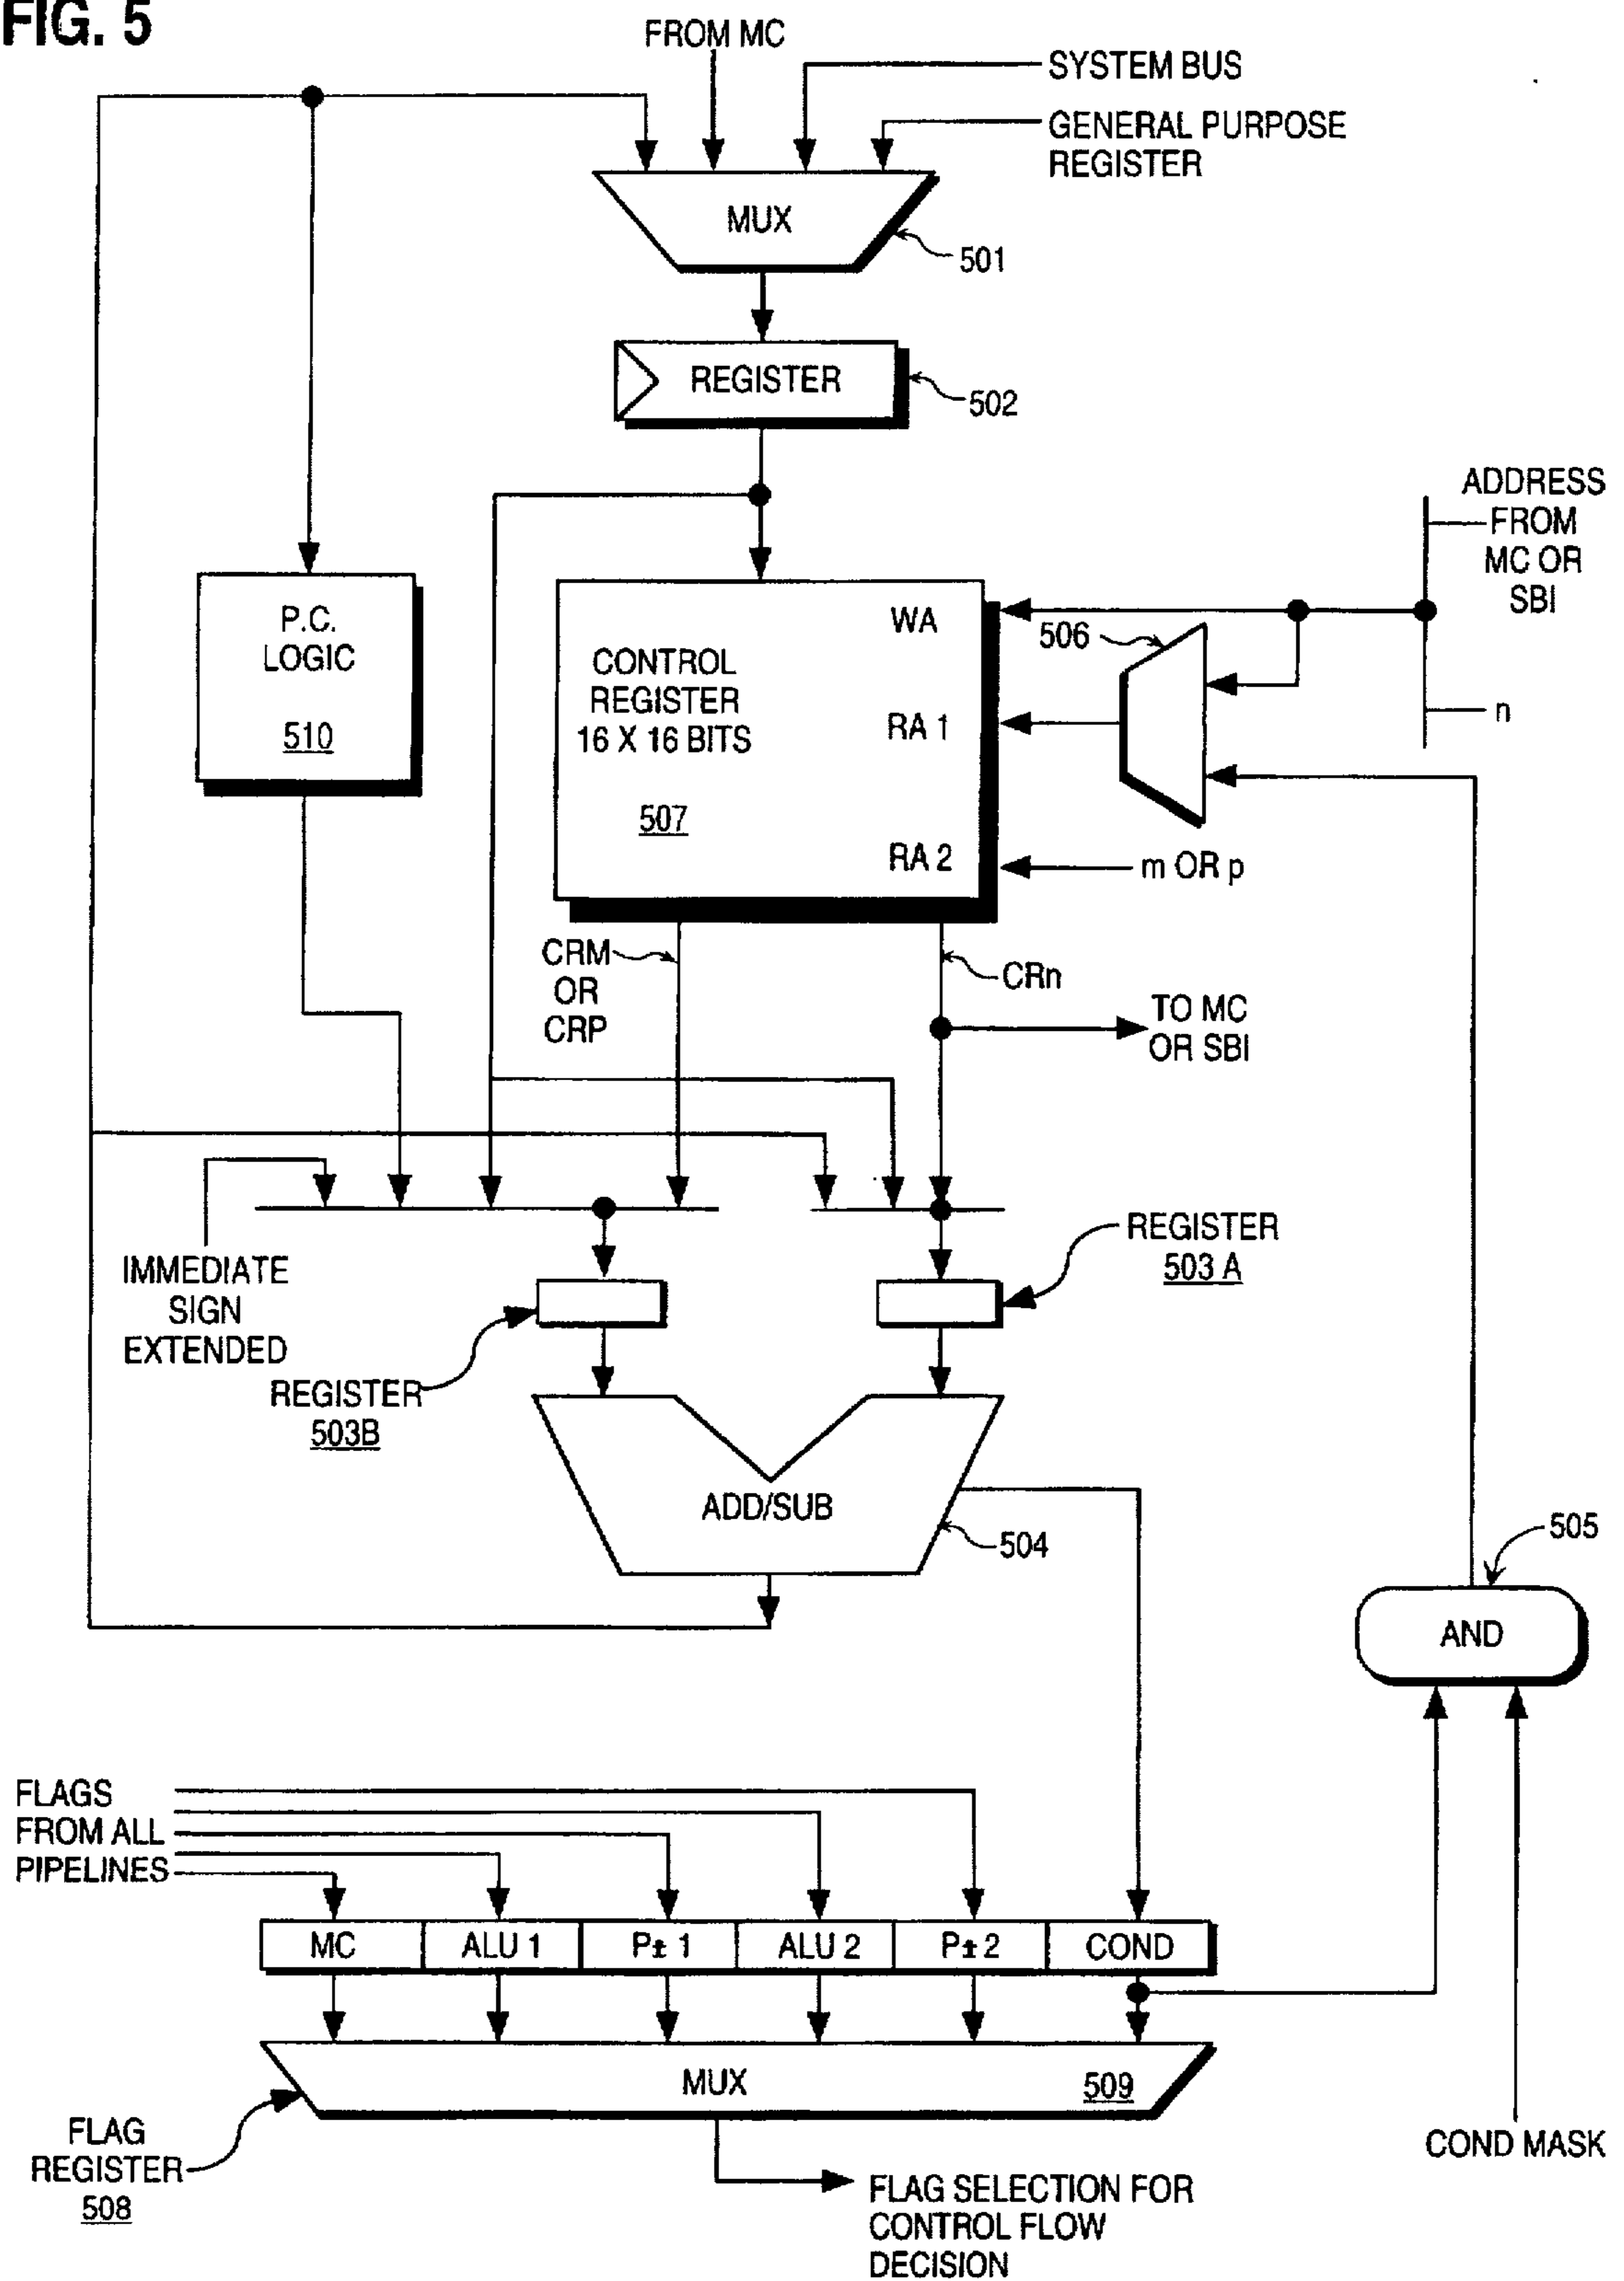 FIG. 5
FROM MC
SYSTEM BUS
GENERAL PURPOSE
REGISTER
MUX
501
REGISTER
502
ADDRESS
FROM
MC OR
SBI
n
P.C.
LOGIC
510
CONTROL
REGISTER
16 X 16 BITS
507
WA
RA 1
RA 2
506
m OR p
CRM
OR
CRP
CRn
TO MC
OR SBI
IMMEDIATE
SIGN
EXTENDED
REGISTER
503 A
REGISTER
503B
ADD/SUB
504
505
AND
FLAGS
FROM ALL
PIPELINES
MC
ALU 1
P± 1
ALU 2
P± 2
COND
MUX
509
FLAG
REGISTER
508
COND MASK
FLAG SELECTION FOR
CONTROL FLOW
DECISION